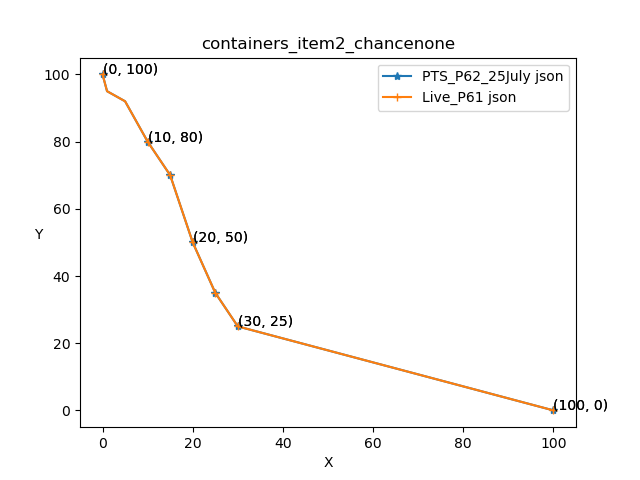 containers_item2_chancenone
PTS_P62_25July json
Live_P61 json
(0, 100)
(10, 80)
(20, 50)
(30, 25)
(100, 0)
Y
100
80
60
40
20
0
0 20 40 60 80 100
X